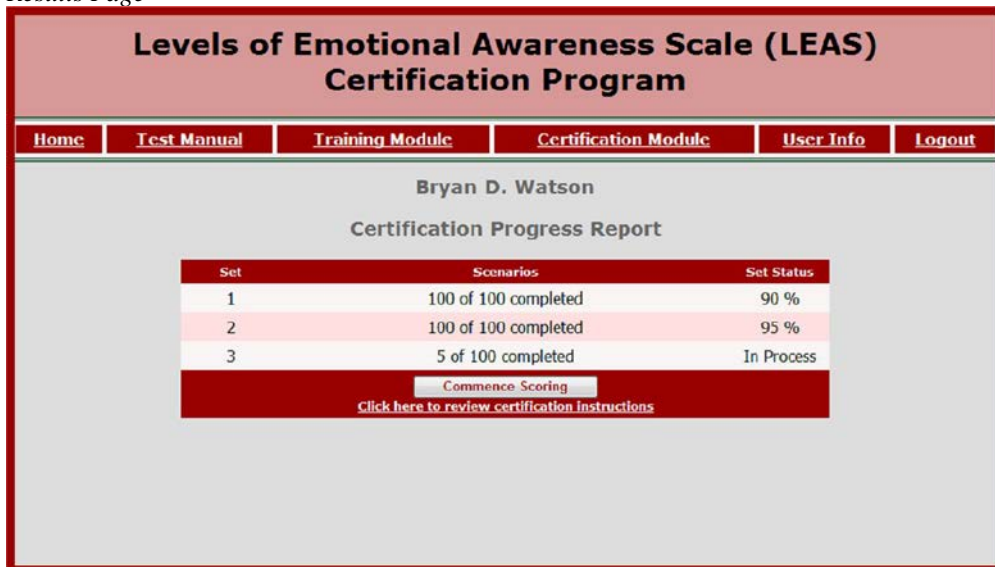 Results Page
Levels of Emotional Awareness Scale (LEAS)
Certification Program
Home Test Manual Training Module Certification Module User Info Logout
Bryan D. Watson
Certification Progress Report
Set Scenarios Set Status
1 100 of 100 completed 90 %
2 100 of 100 completed 95 %
3 5 of 100 completed In Process
Commence Scoring
Click here to review certification instructions